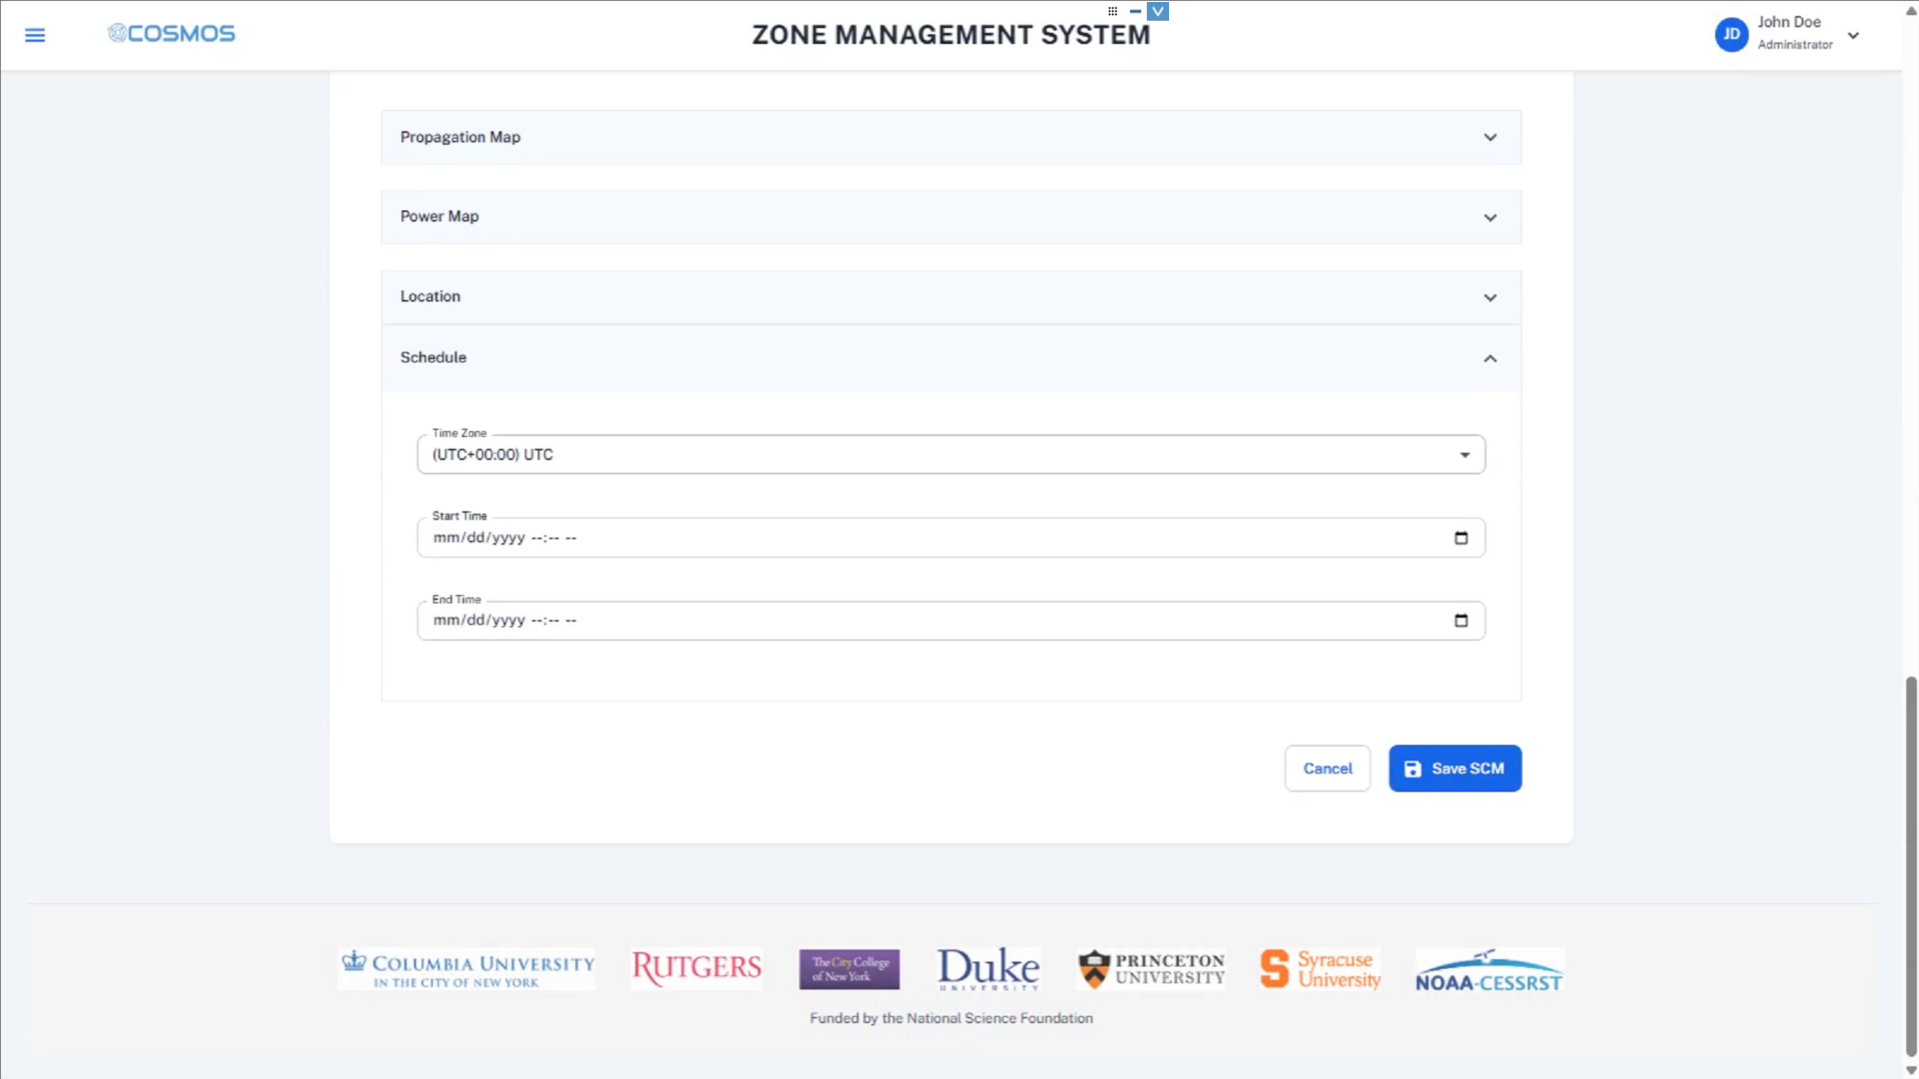 COSMOS
ZONE MANAGEMENT SYSTEM
JD
John Doe
Administrator
Propagation Map
Power Map
Location
Schedule
Time Zone
(UTC+00:00) UTC
Start Time
mm/dd/yyyy --:-- --
End Time
mm/dd/yyyy --:-- --
Cancel
Save SCM
COLUMBIA UNIVERSITY
IN THE CITY OF NEW YORK
RUTGERS
The City College
of New York
Duke
UNIVERSITY
PRINCETON
UNIVERSITY
S
Syracuse
University
NOAA-CESSRST
Funded by the National Science Foundation